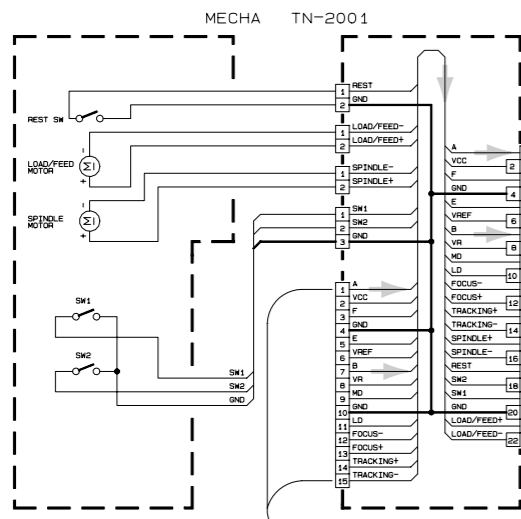 MECHA TN-2001
REST SW
LOAD/FEED
MOTOR
- M +
SPINDLE
MOTOR
- M +
SW1
SW2
SW1
SW2
GND
1 REST
2 GND
1 LOAD/FEED-
2 LOAD/FEED+
1 SPINDLE-
2 SPINDLE+
1 SW1
2 SW2
3 GND
1 A
2 VCC
3 F
4 GND
5 E
6 VREF
7 B
8 VR
9 MD
10 GND
11 LD
12 FOCUS-
13 FOCUS+
14 TRACKING+
15 TRACKING-
A
VCC 2
F
GND 4
E
VREF 6
B
VR 8
MD
LD 10
FOCUS-
FOCUS+ 12
TRACKING+
TRACKING- 14
SPINDLE+
SPINDLE- 16
REST
SW2 18
SW1
GND 20
LOAD/FEED+
LOAD/FEED- 22